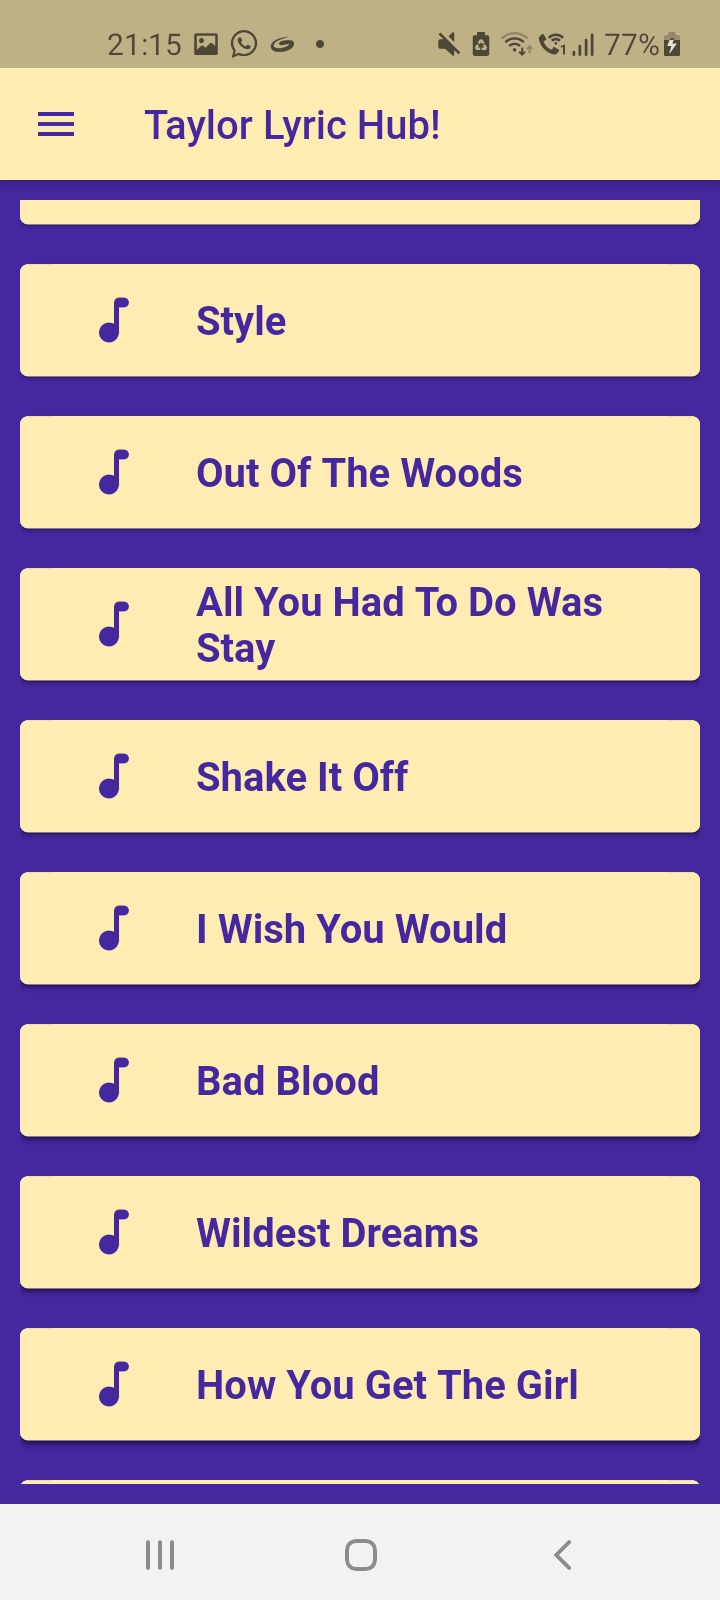 21:15 77%
Taylor Lyric Hub!
Style
Out Of The Woods
All You Had To Do Was
Stay
Shake It Off
I Wish You Would
Bad Blood
Wildest Dreams
How You Get The Girl